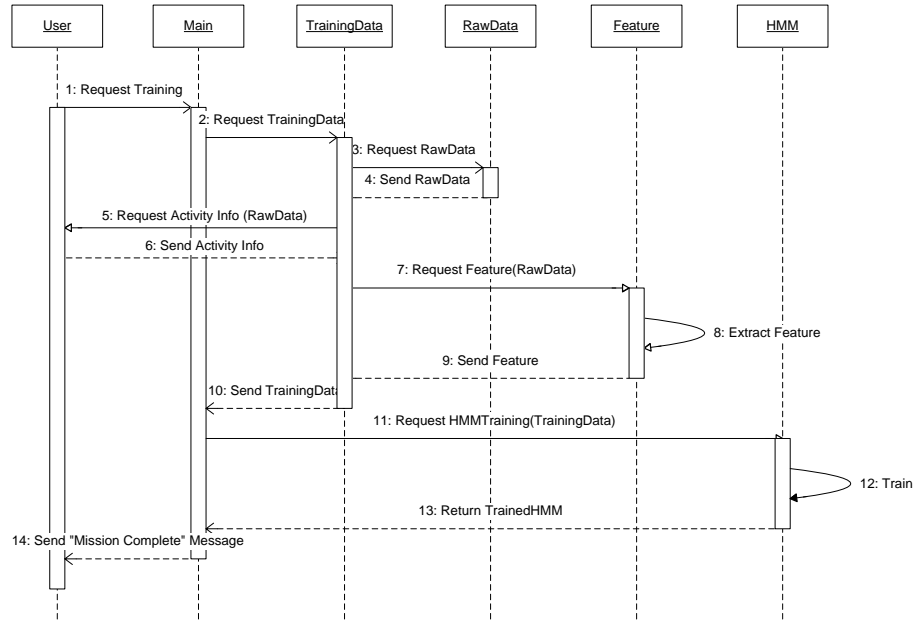 User
Main
TrainingData
RawData
Feature
HMM
1: Request Training
2: Request TrainingData
3: Request RawData
4: Send RawData
5: Request Activity Info (RawData)
6: Send Activity Info
7: Request Feature(RawData)
8: Extract Feature
9: Send Feature
10: Send TrainingData
11: Request HMMTraining(TrainingData)
12: Train
13: Return TrainedHMM
14: Send "Mission Complete" Message